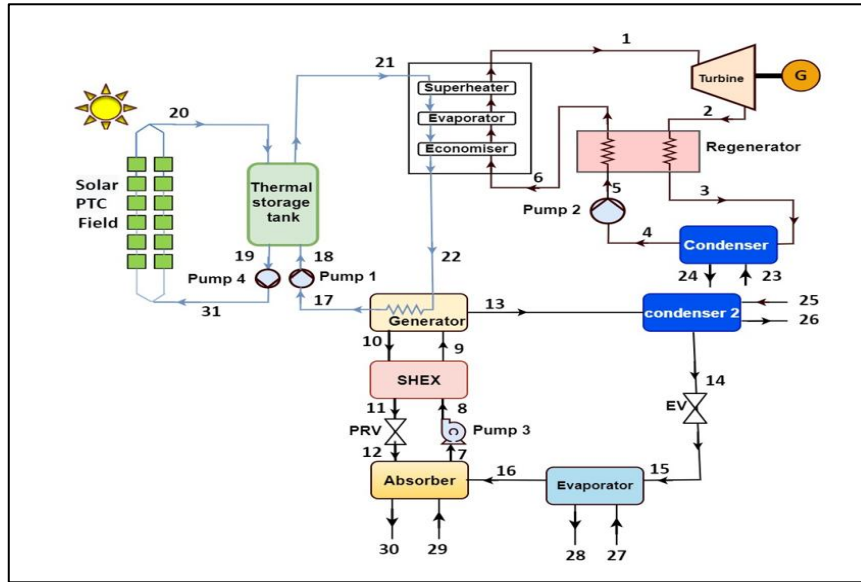 1
21
20
Superheater
Turbine
G
2
Evaporator
Economiser
Regenerator
Solar
PTC
Field
Thermal
storage
tank
6
5
3
Pump 2
4
Condenser
19
18
Pump 4
Pump 1
22
24
23
31
17
13
25
Generator
condenser 2
26
10
9
SHEX
14
11
8
EV
PRV
Pump 3
12
7
16
15
Absorber
Evaporator
30
29
28
27